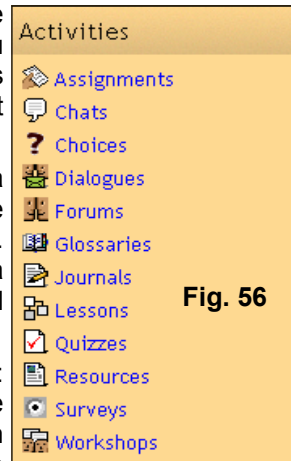 Activities
Assignments
Chats
Choices
Dialogues
Forums
Glossaries
Journals
Fig. 56
Lessons
Quizzes
Resources
Surveys
Workshops